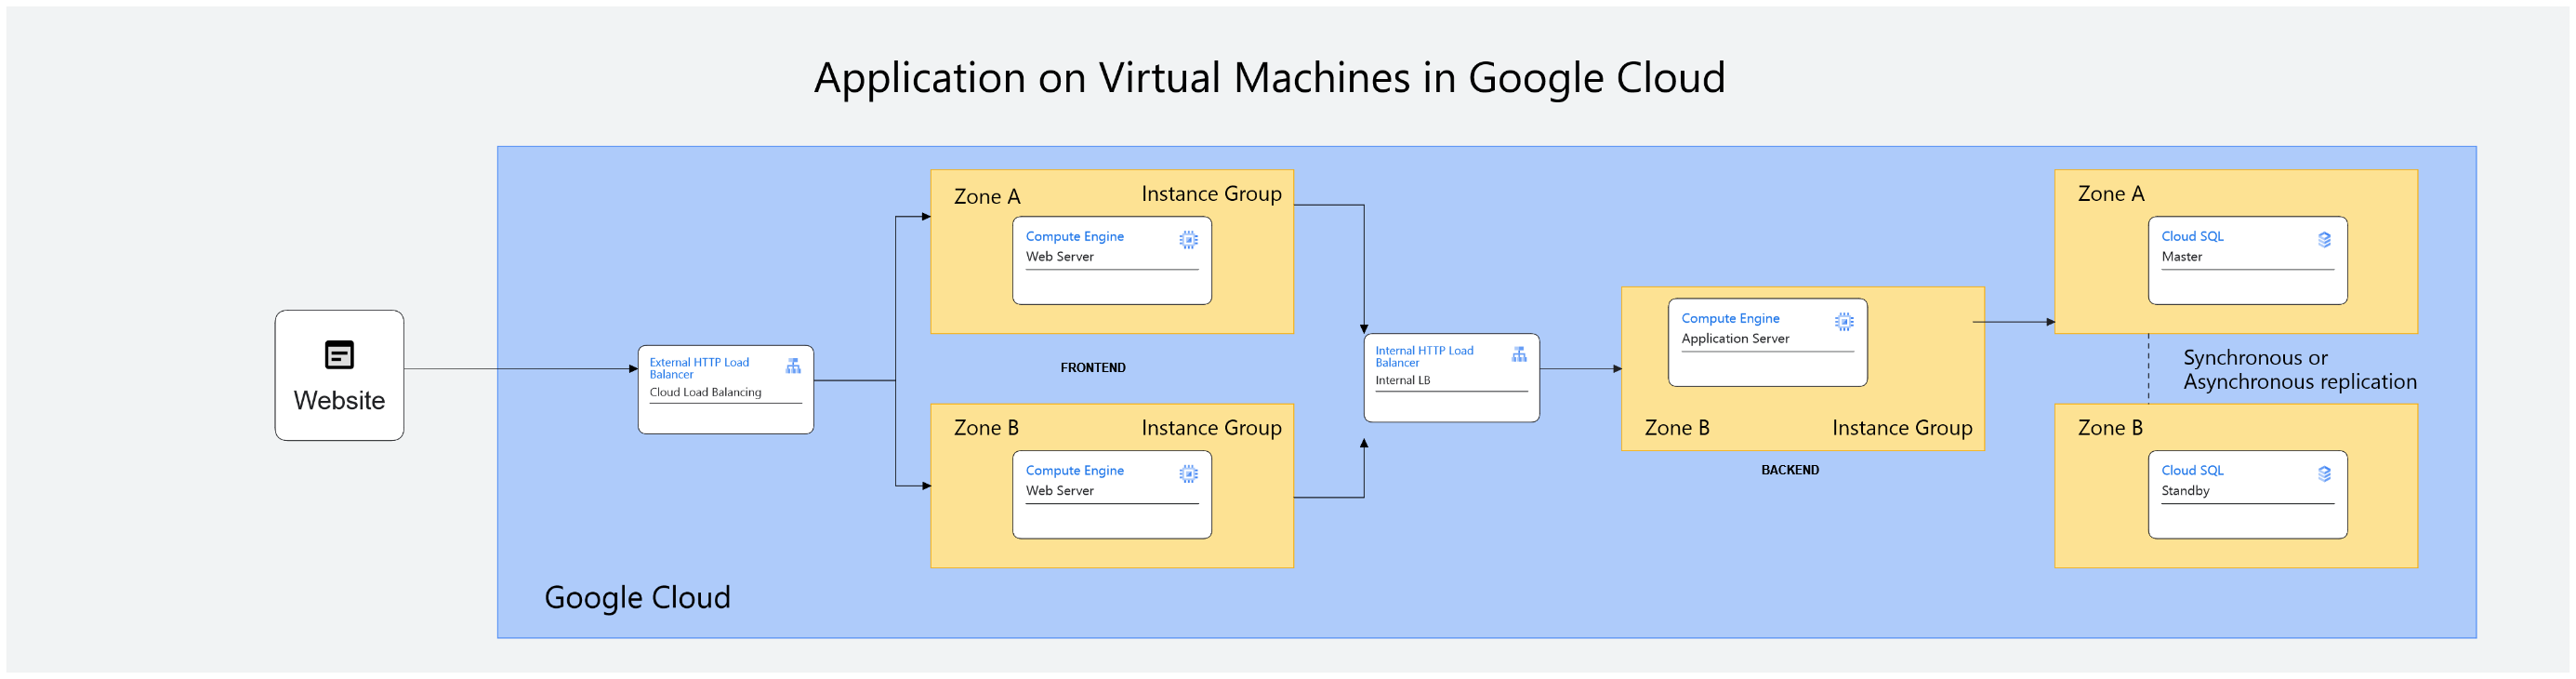 Application on Virtual Machines in Google Cloud
Website
External HTTP Load
Balancer
Cloud Load Balancing
Zone A
Instance Group
Compute Engine
Web Server
FRONTEND
Zone B
Instance Group
Compute Engine
Web Server
Internal HTTP Load
Balancer
Internal LB
Compute Engine
Application Server
Zone B
Instance Group
BACKEND
Zone A
Cloud SQL
Master
Synchronous or
Asynchronous replication
Zone B
Cloud SQL
Standby
Google Cloud